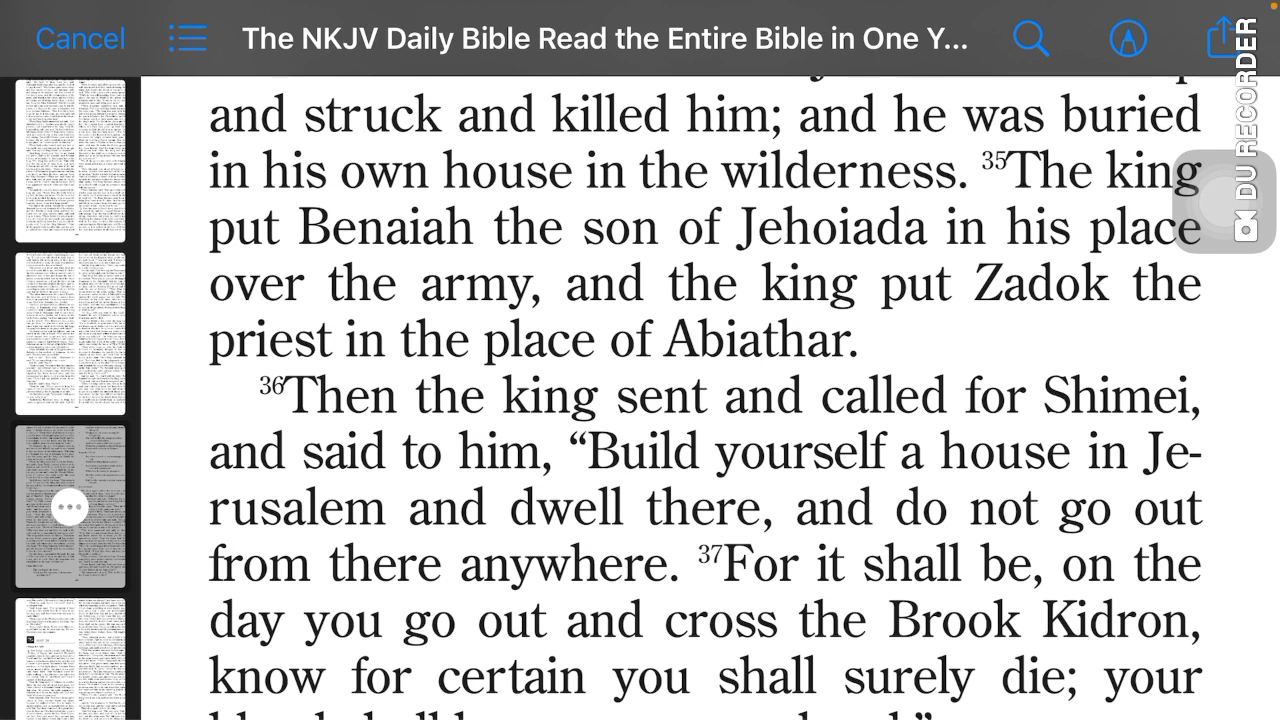 Cancel
The NKJV Daily Bible Read the Entire Bible in One Y...
DU RECORDER
and struck and killed him; and he was buried
in his own house in the wilderness. ³⁵The king
put Benaiah the son of Jehoiada in his place
over the army, and the king put Zadok the
priest in the place of Abiathar.
³⁶Then the king sent and called for Shimei,
and said to him, “Build yourself a house in Je-
rusalem and dwell there, and do not go out
from there anywhere. ³⁷For it shall be, on the
day you go out and cross the Brook Kidron,
know for certain you shall surely die; your